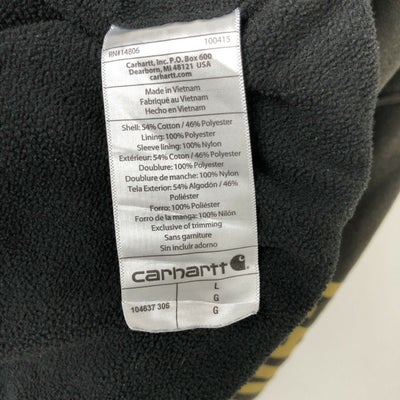 RN#14806 100415
Carhartt, Inc. P.O. Box 600
Dearborn, MI 48121 USA
carhartt.com
Made in Vietnam
Fabriqué au Vietnam
Hecho en Vietnam
Shell: 54% Cotton / 46% Polyester
Lining: 100% Polyester
Sleeve lining: 100% Nylon
Extérieur: 54% Coton / 46% Polyester
Doublure: 100% Polyester
Doublure de manche: 100% Nylon
Tela Exterior: 54% Algodón / 46%
Poliéster
Forro: 100% Poliéster
Forro de la manga: 100% Nilón
Exclusive of trimming
Sans garniture
Sin incluir adorno
carhartt
L
104637 306 G
G